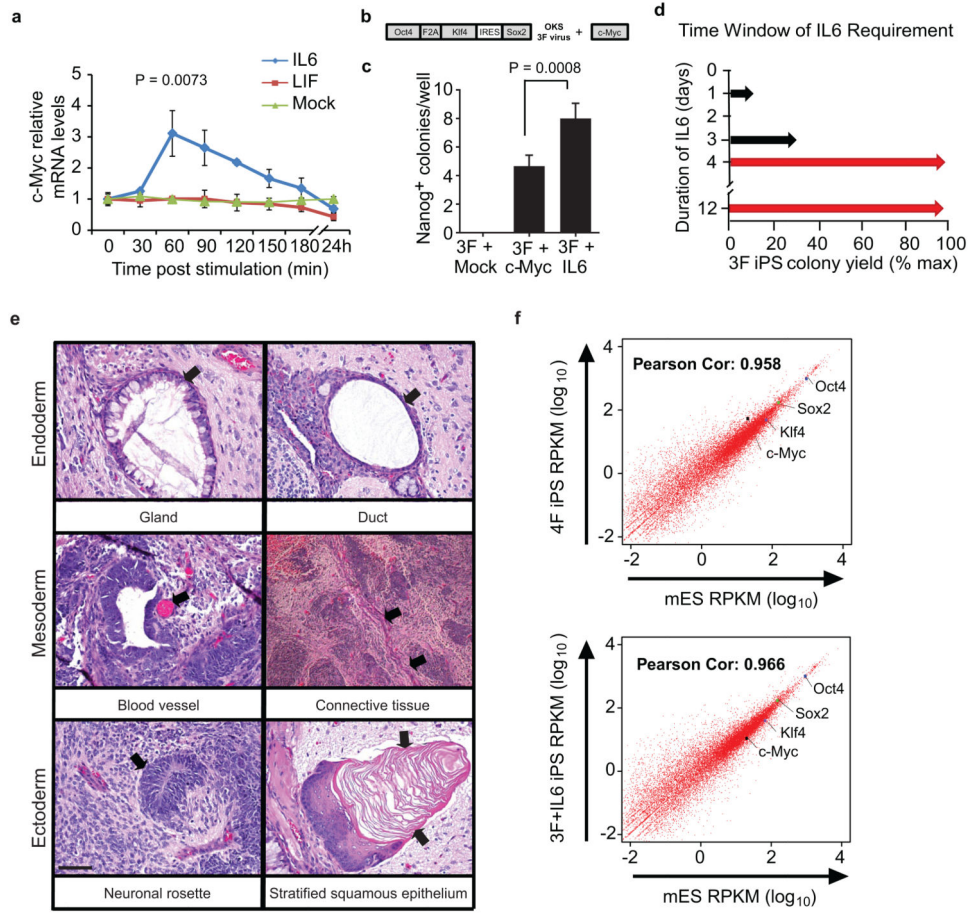 a
P = 0.0073
IL6
LIF
Mock
c-Myc relative
mRNA levels
5
4
3
2
1
0
0 30 60 90 120 150 180 24h
Time post stimulation (min)
b
Oct4 F2A Klf4 IRES Sox2 OKS 3F virus + c-Myc
c
P = 0.0008
Nanog+ colonies/well
10
8
6
4
2
0
3F + Mock
3F + c-Myc
3F + IL6
d
Time Window of IL6 Requirement
Duration of IL6 (days)
0
1
2
3
4
12
0 20 40 60 80 100
3F iPS colony yield (% max)
e
Endoderm
Gland
Duct
Mesoderm
Blood vessel
Connective tissue
Ectoderm
Neuronal rosette
Stratified squamous epithelium
f
Pearson Cor: 0.958
4F iPS RPKM (log10)
4
2
0
-2
Oct4
Sox2
Klf4
c-Myc
-2 0 2 4
mES RPKM (log10)
Pearson Cor: 0.966
3F+IL6 iPS RPKM (log10)
4
2
0
-2
Oct4
Sox2
Klf4
c-Myc
-2 0 2 4
mES RPKM (log10)